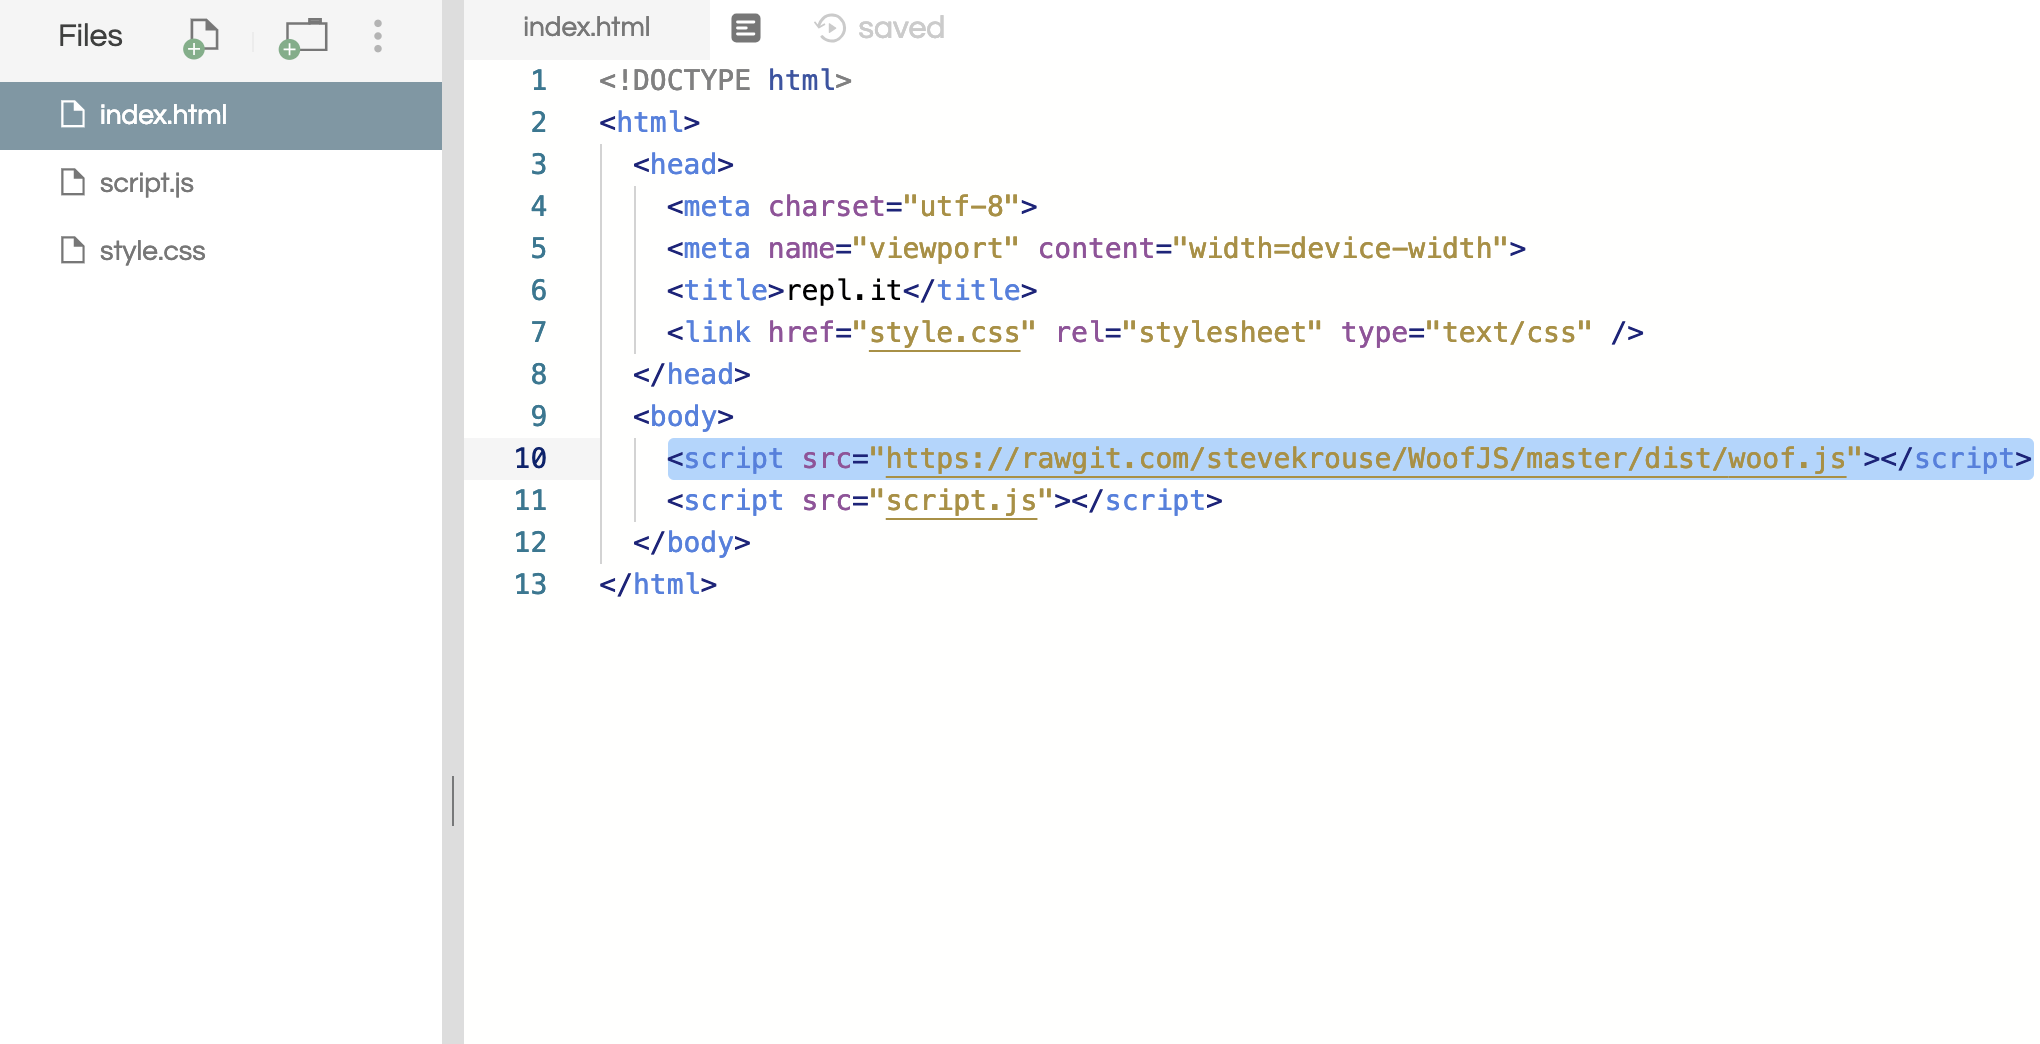 Files
index.html
script.js
style.css
index.html saved
1 <!DOCTYPE html>
2 <html>
3 <head>
4 <meta charset="utf-8">
5 <meta name="viewport" content="width=device-width">
6 <title>repl.it</title>
7 <link href="style.css" rel="stylesheet" type="text/css" />
8 </head>
9 <body>
10 <script src="https://rawgit.com/stevekrouse/WoofJS/master/dist/woof.js"></script>
11 <script src="script.js"></script>
12 </body>
13 </html>